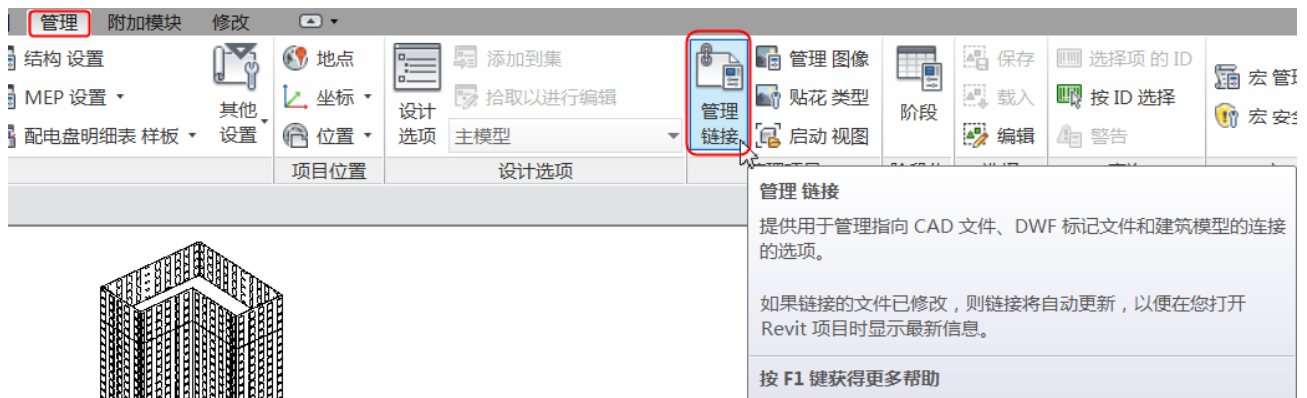 管理 附加模块 修改
结构 设置
MEP 设置
配电盘明细表 样板
其他
设置
地点
坐标
位置
项目位置
设计
选项
添加到集
拾取以进行编辑
主模型
设计选项
管理
链接
管理 图像
贴花 类型
启动 视图
阶段
保存
载入
编辑
选择项 的 ID
按 ID 选择
警告
宏 管理
宏 安全
管理 链接
提供用于管理指向 CAD 文件、DWF 标记文件和建筑模型的连接
的选项。
如果链接的文件已修改，则链接将自动更新，以便在您打开
Revit 项目时显示最新信息。
按 F1 键获得更多帮助